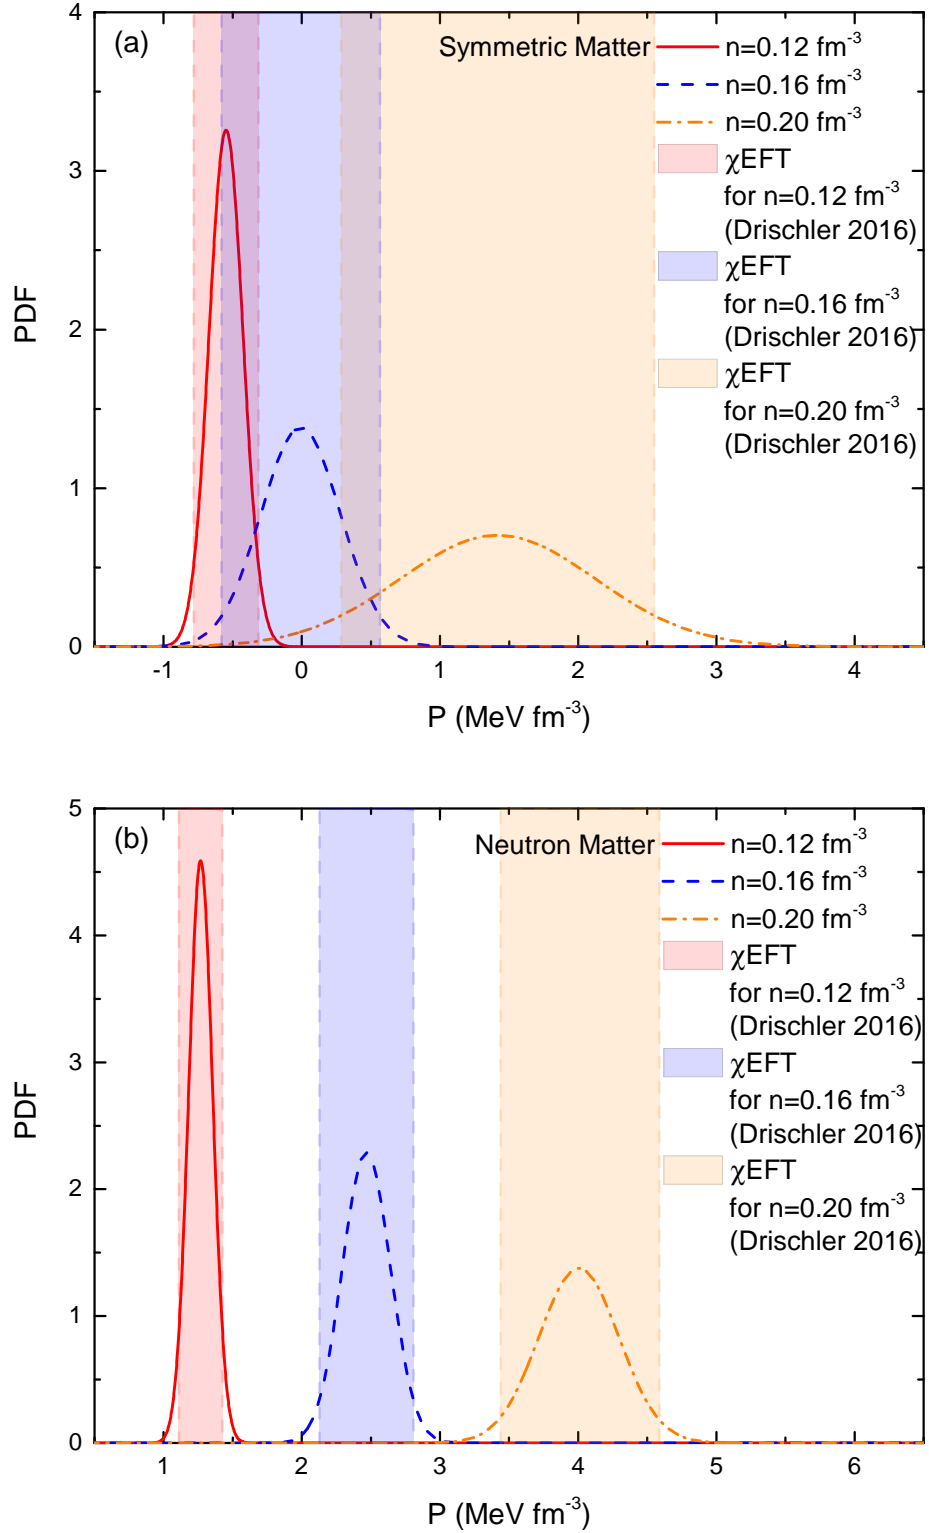 (a)
Symmetric Matter
n=0.12 fm⁻³
n=0.16 fm⁻³
n=0.20 fm⁻³
χEFT
for n=0.12 fm⁻³
(Drischler 2016)
χEFT
for n=0.16 fm⁻³
(Drischler 2016)
χEFT
for n=0.20 fm⁻³
(Drischler 2016)
4
3
2
1
0
PDF
-1 0 1 2 3 4
P (MeV fm⁻³)
(b)
Neutron Matter
n=0.12 fm⁻³
n=0.16 fm⁻³
n=0.20 fm⁻³
χEFT
for n=0.12 fm⁻³
(Drischler 2016)
χEFT
for n=0.16 fm⁻³
(Drischler 2016)
χEFT
for n=0.20 fm⁻³
(Drischler 2016)
5
4
3
2
1
0
PDF
1 2 3 4 5 6
P (MeV fm⁻³)